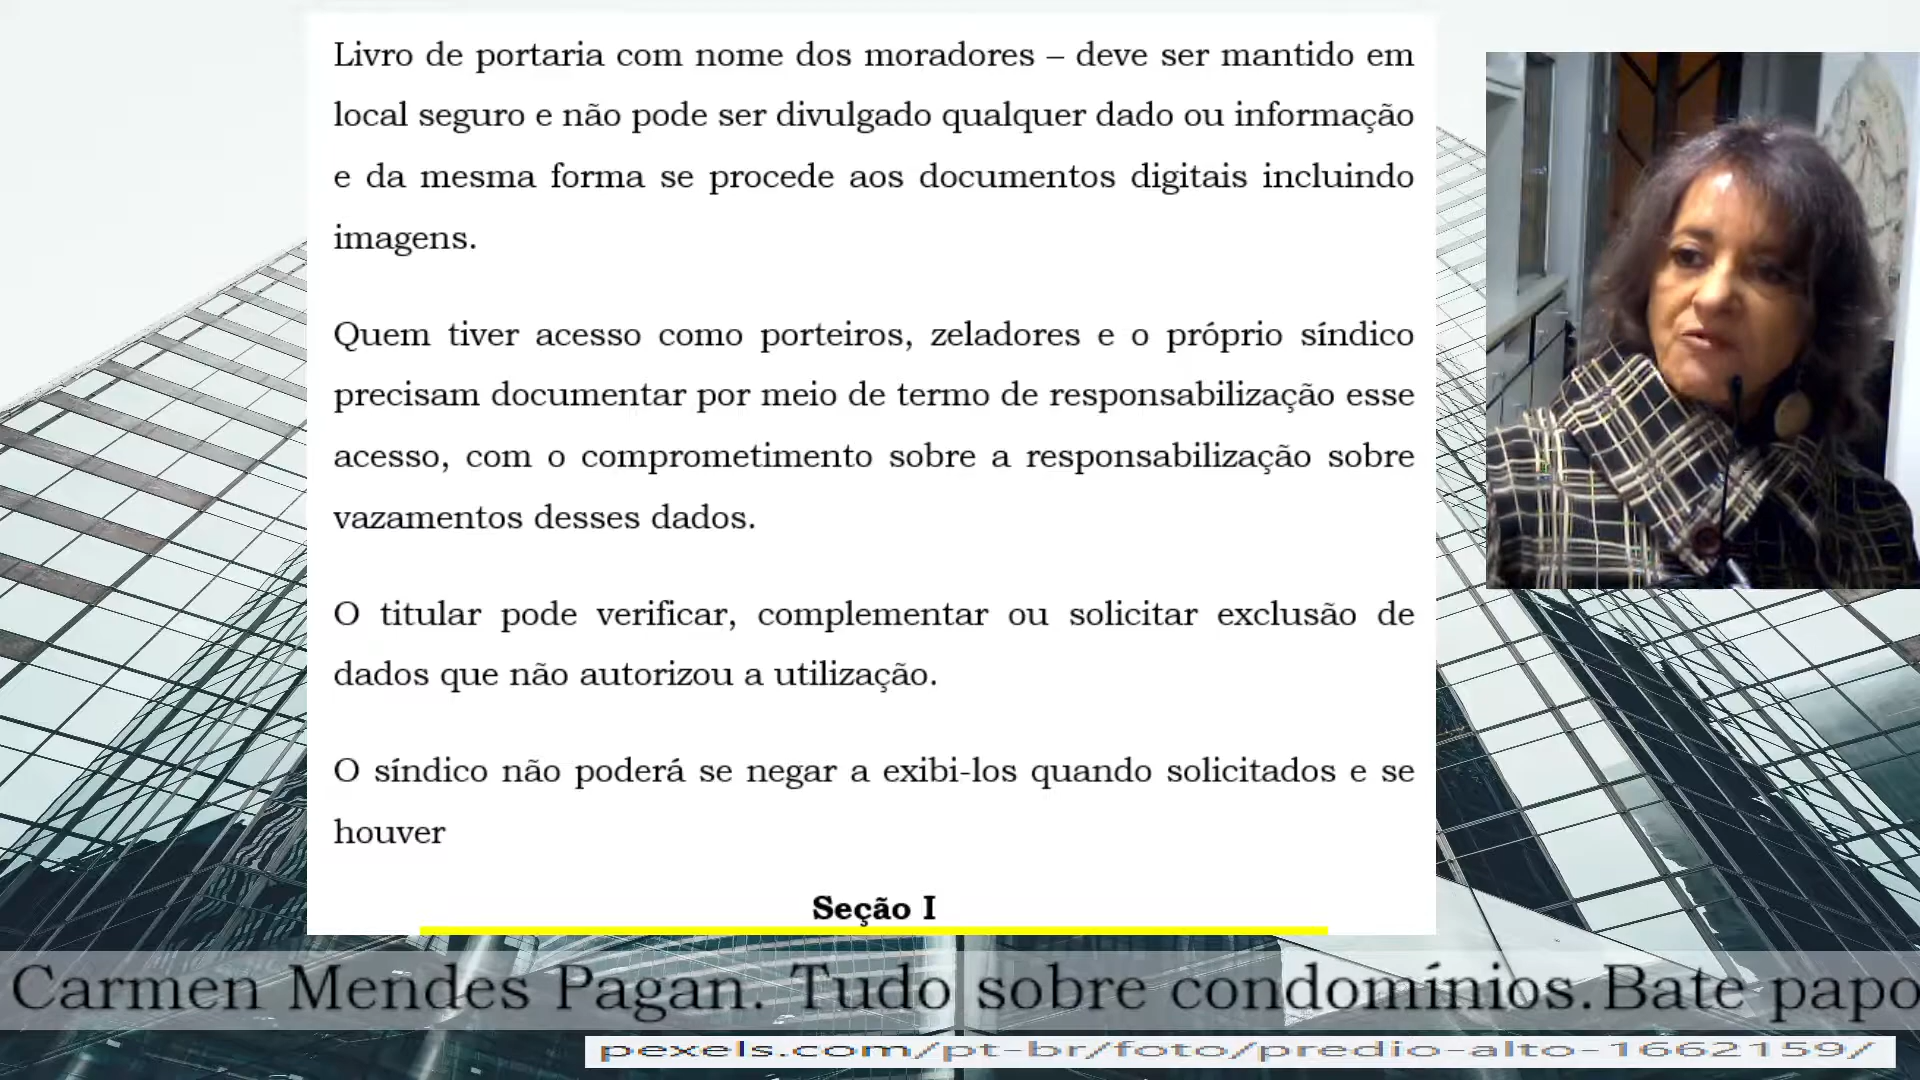 Livro de portaria com nome dos moradores – deve ser mantido em
local seguro e não pode ser divulgado qualquer dado ou informação
e da mesma forma se procede aos documentos digitais incluindo
imagens.
Quem tiver acesso como porteiros, zeladores e o próprio síndico
precisam documentar por meio de termo de responsabilização esse
acesso, com o comprometimento sobre a responsabilização sobre
vazamentos desses dados.
O titular pode verificar, complementar ou solicitar exclusão de
dados que não autorizou a utilização.
O síndico não poderá se negar a exibi-los quando solicitados e se
houver
Seção I
Carmen Mendes Pagan. Tudo sobre condomínios.Bate papo
pexels.com/pt-br/foto/predio-alto-1662159/